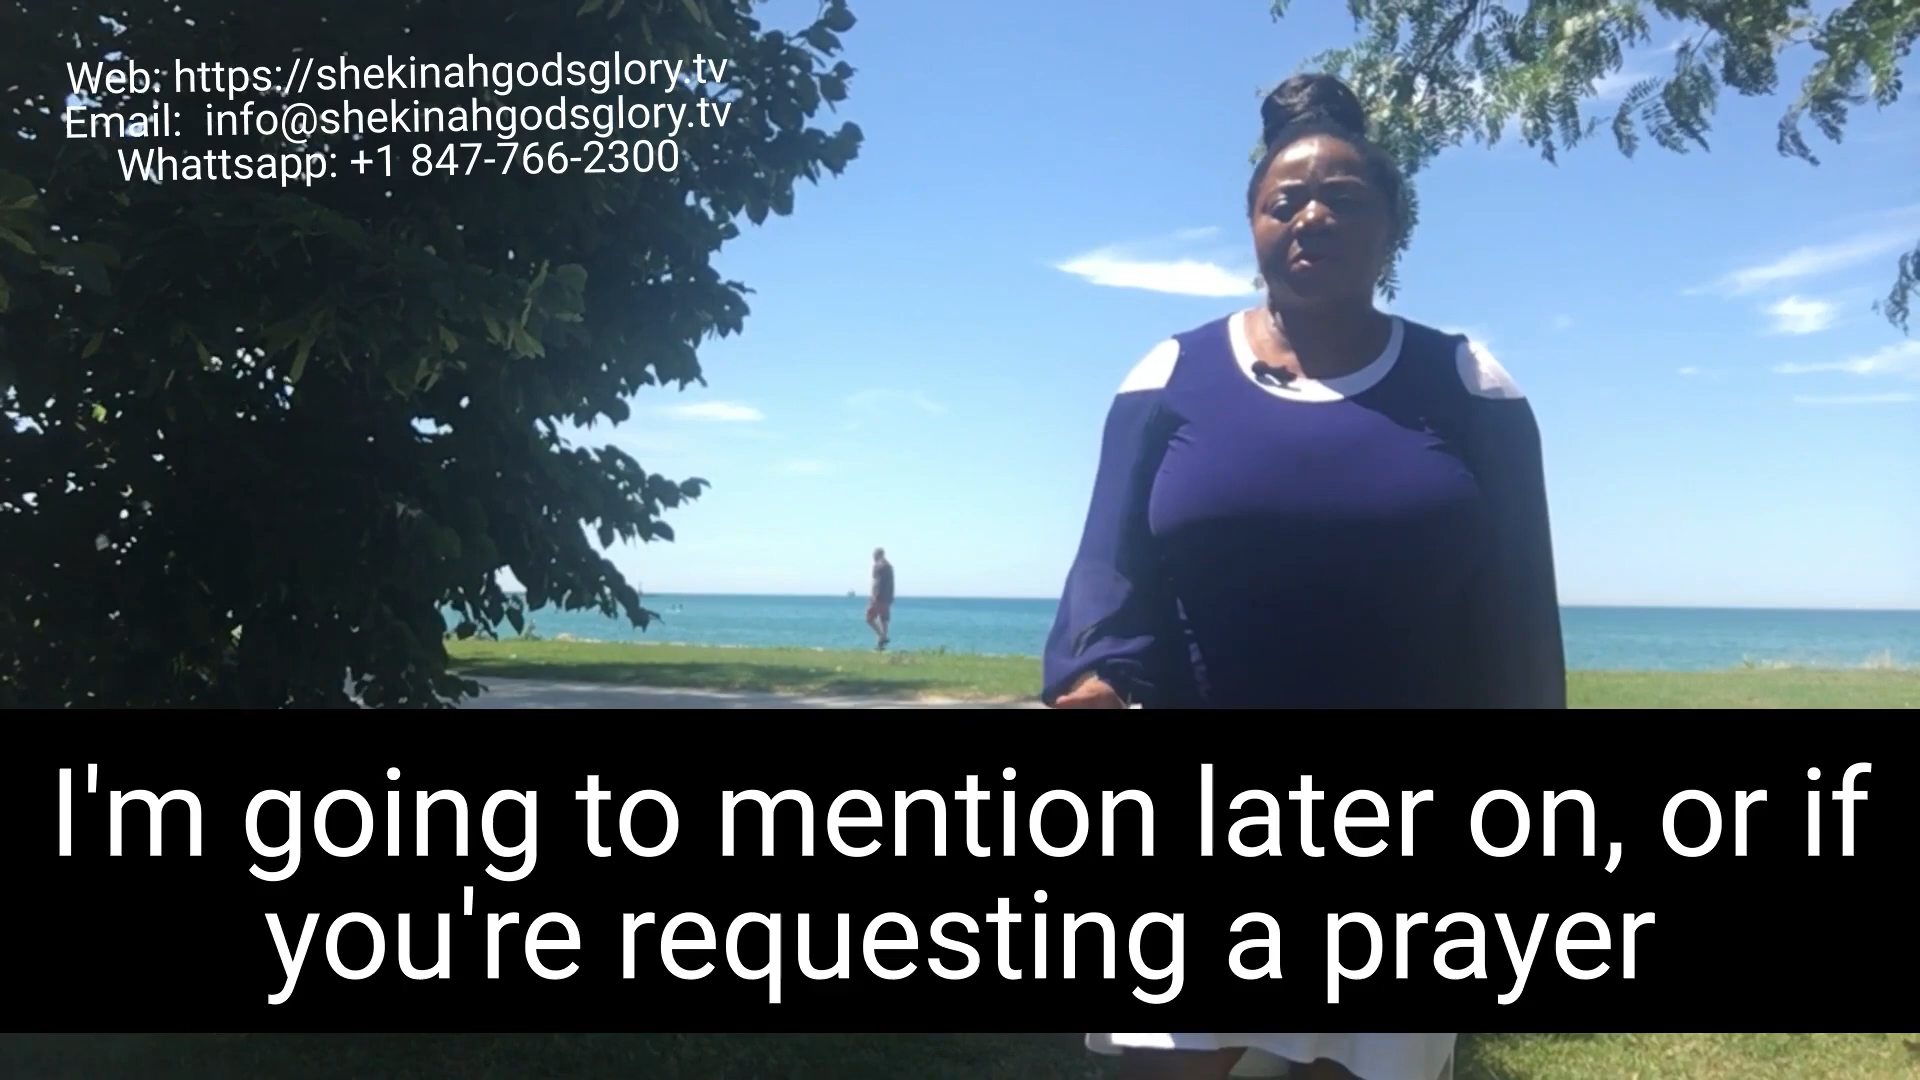 Web: https://shekinahgodsglory.tv
Email: info@shekinahgodsglory.tv
Whattsapp: +1 847-766-2300
I'm going to mention later on, or if
you're requesting a prayer